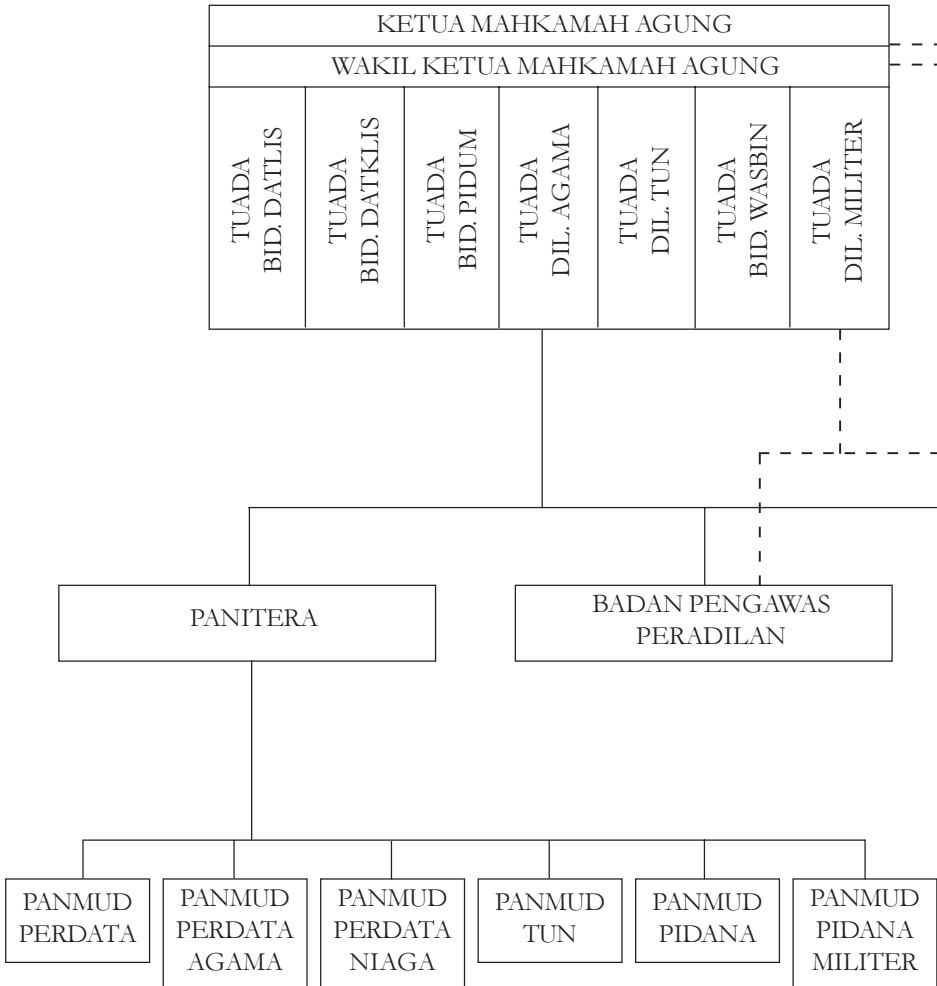 KETUA MAHKAMAH AGUNG
WAKIL KETUA MAHKAMAH AGUNG
TUADA
BID. DATLIS
TUADA
BID. DATKLIS
TUADA
BID. PIDUM
TUADA
DIL. AGAMA
TUADA
DIL. TUN
TUADA
BID. WASBIN
TUADA
DIL. MILITER
PANITERA
BADAN PENGAWAS
PERADILAN
PANMUD
PERDATA
PANMUD
PERDATA
AGAMA
PANMUD
PERDATA
NIAGA
PANMUD
TUN
PANMUD
PIDANA
PANMUD
PIDANA
MILITER